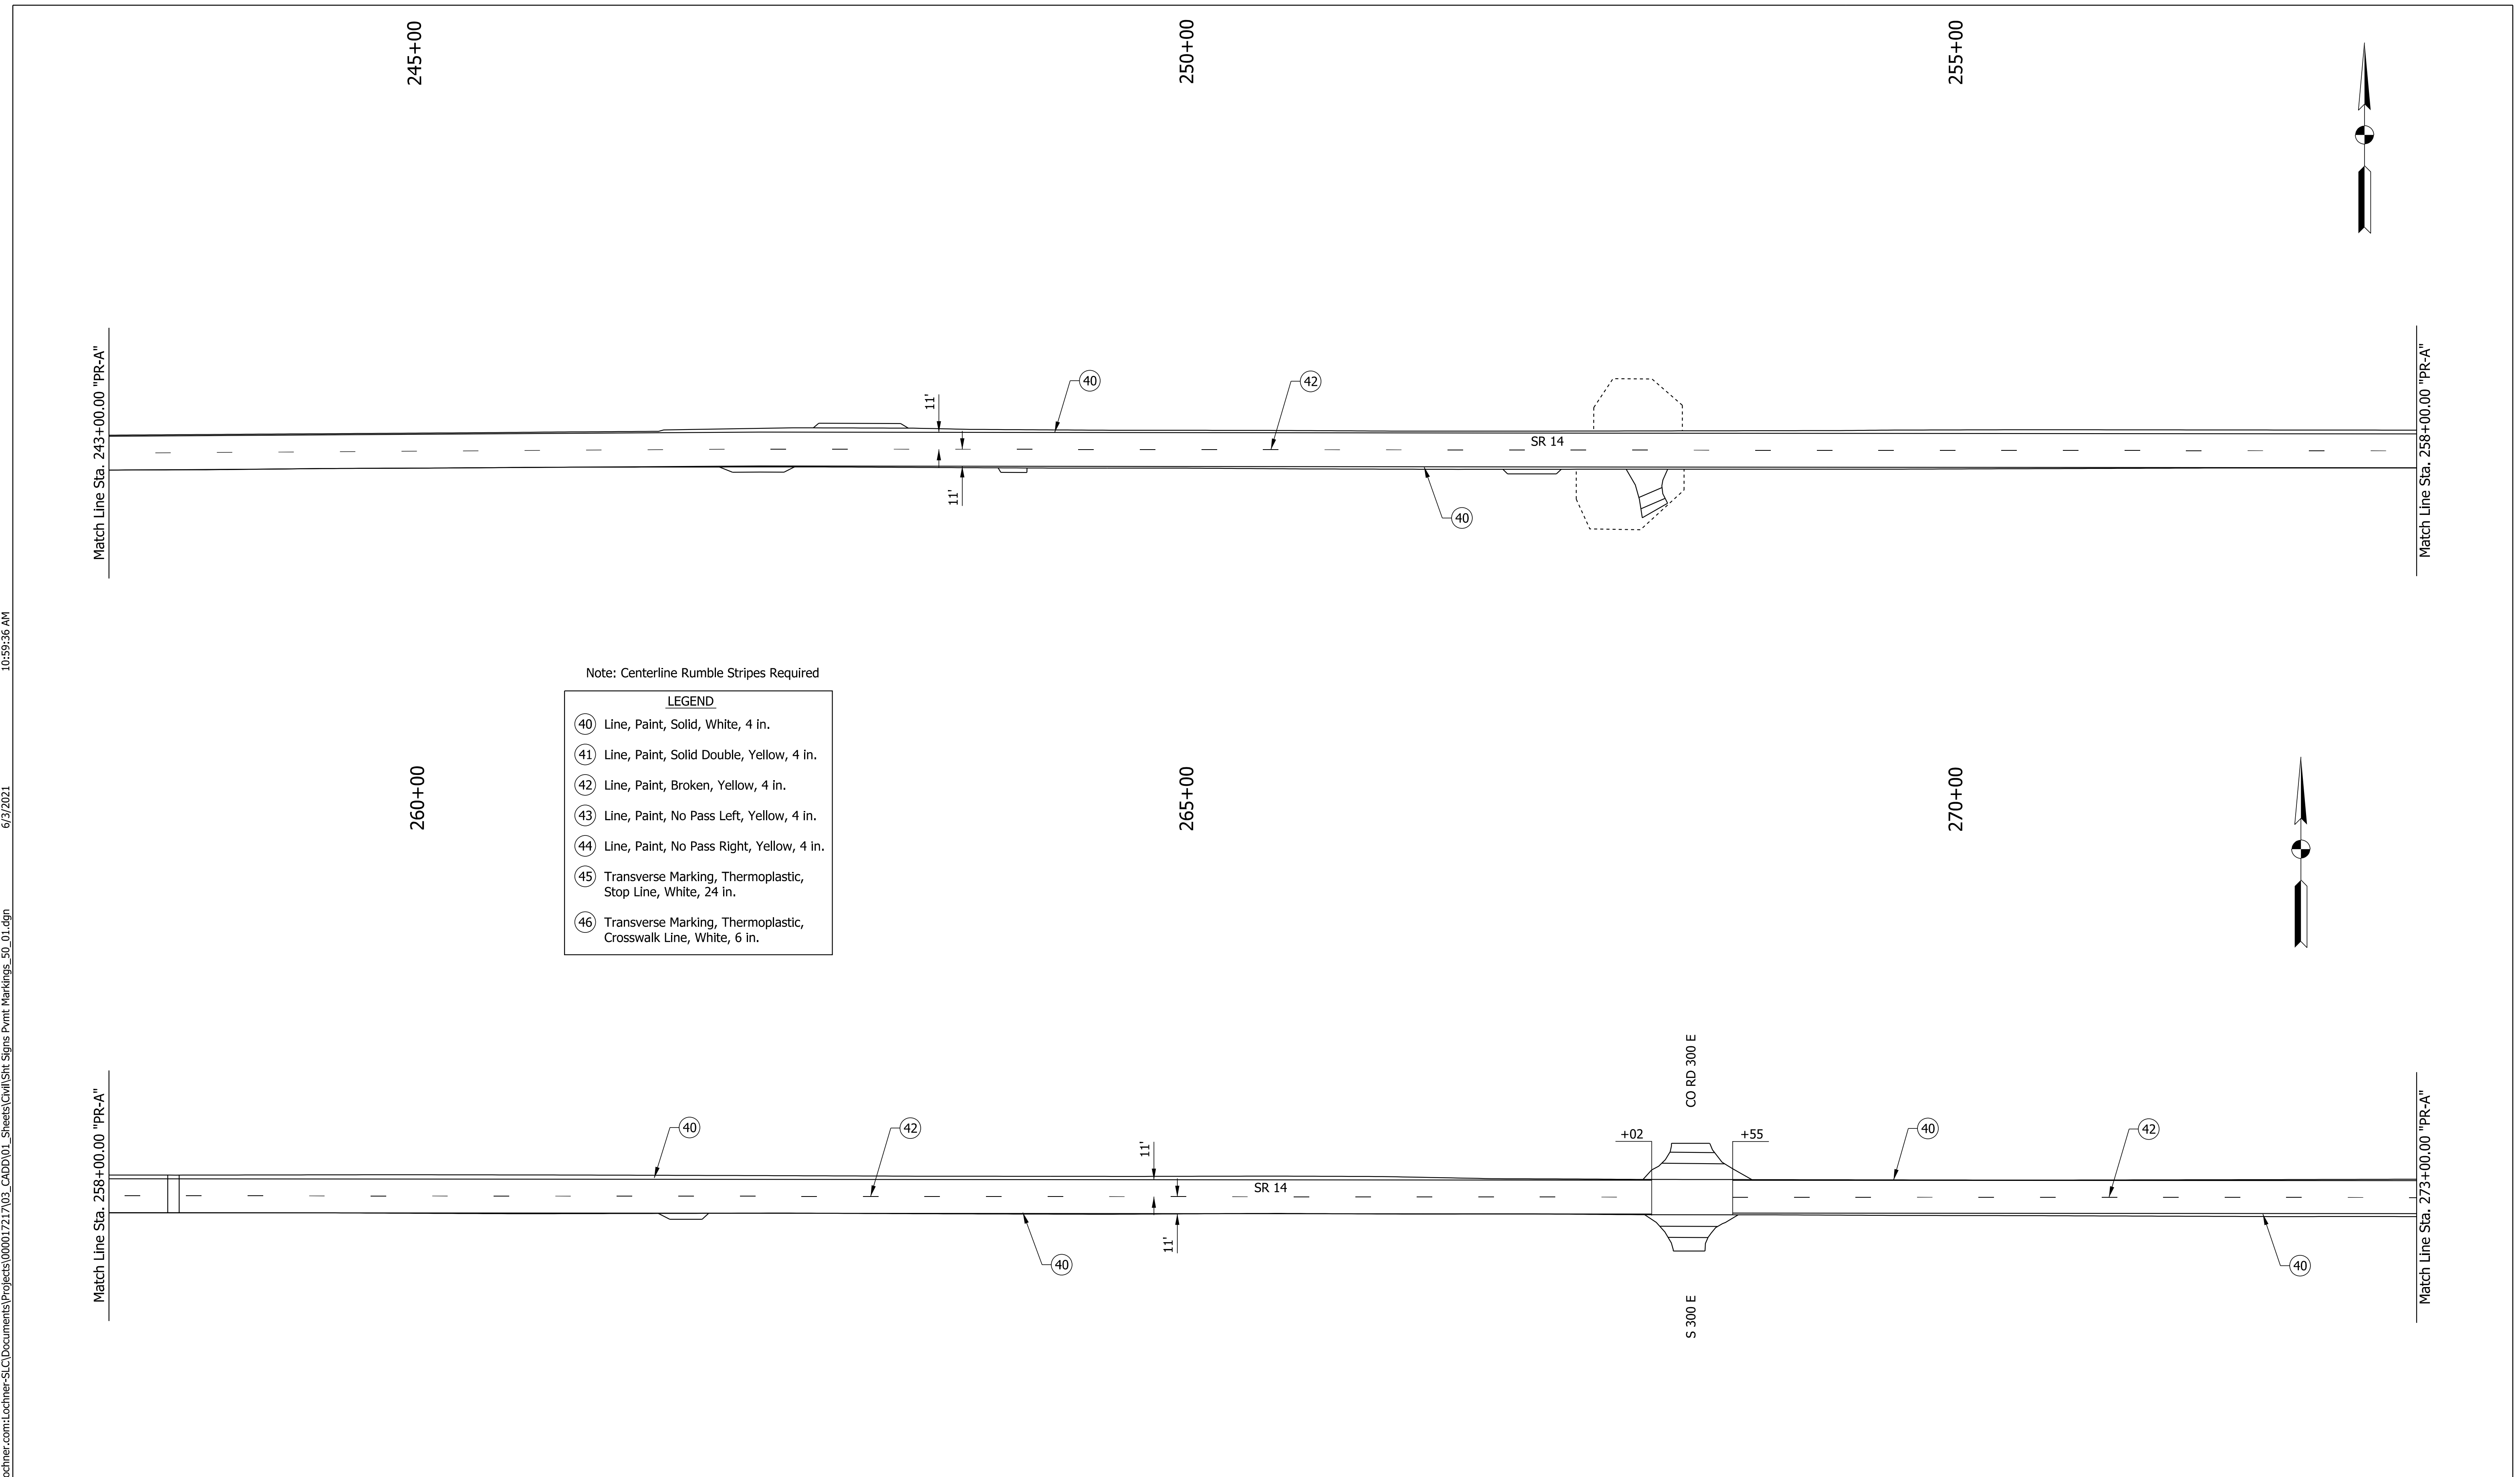 245+00
250+00
255+00
Match Line Sta. 243+00.00 "PR-A"
40
42
11'
11'
SR 14
40
Match Line Sta. 258+00.00 "PR-A"
Note: Centerline Rumble Stripes Required
LEGEND
40 Line, Paint, Solid, White, 4 in.
41 Line, Paint, Solid Double, Yellow, 4 in.
42 Line, Paint, Broken, Yellow, 4 in.
43 Line, Paint, No Pass Left, Yellow, 4 in.
44 Line, Paint, No Pass Right, Yellow, 4 in.
45 Transverse Marking, Thermoplastic,
Stop Line, White, 24 in.
46 Transverse Marking, Thermoplastic,
Crosswalk Line, White, 6 in.
260+00
265+00
270+00
Match Line Sta. 258+00.00 "PR-A"
40
42
11'
11'
SR 14
40
CO RD 300 E
+02
+55
S 300 E
40
42
40
Match Line Sta. 273+00.00 "PR-A"
10:59:36 AM
6/3/2021
ochner.com:Lochner-SLC\Documents\Projects\000017217\03_CADD\01_Sheets\Civil\Sht Signs Pvmt Markings_50_01.dgn